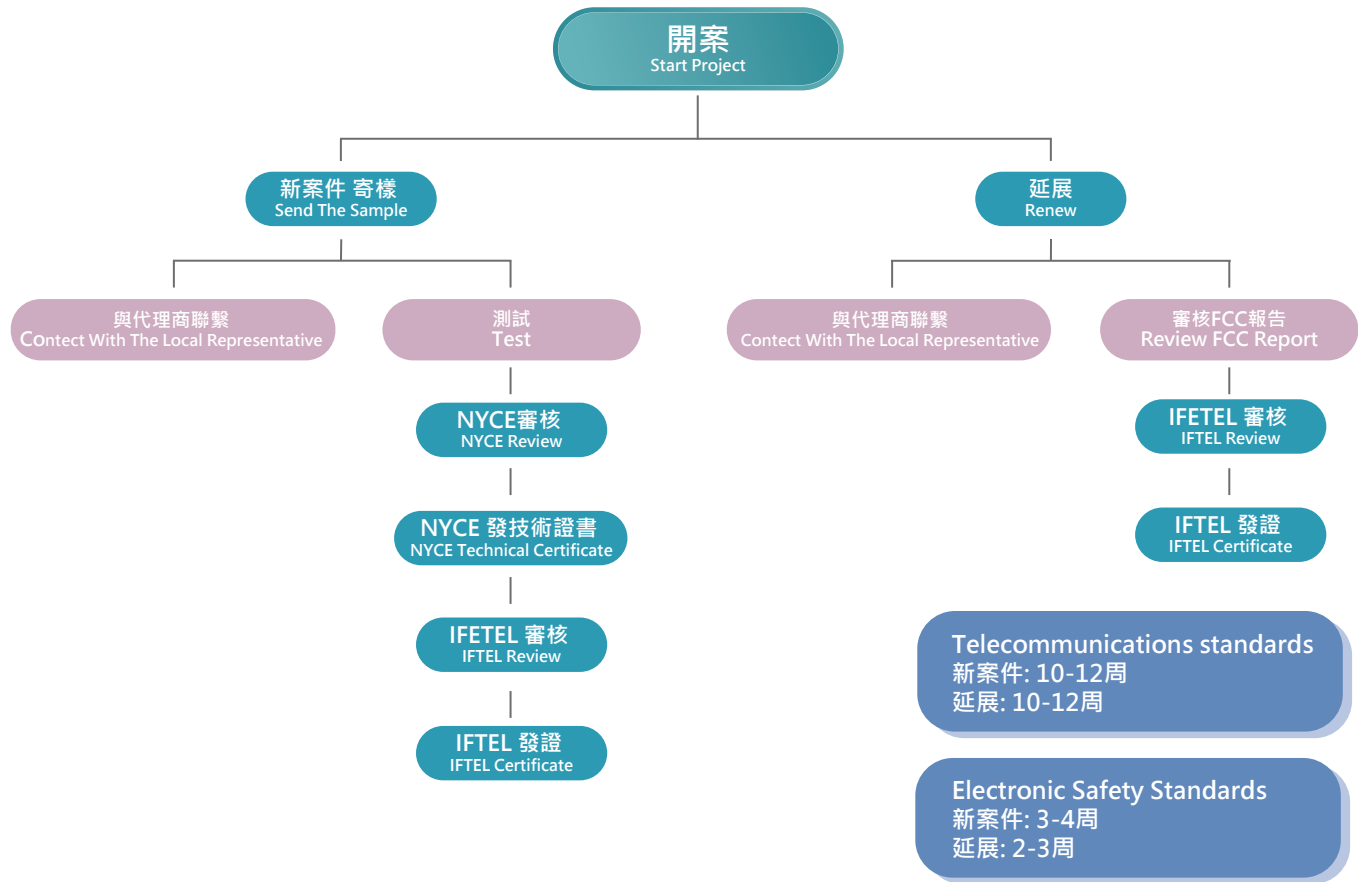 開案
Start Project
新案件 寄樣
Send The Sample
延展
Renew
與代理商聯繫
Contect With The Local Representative
測試
Test
與代理商聯繫
Contect With The Local Representative
審核FCC報告
Review FCC Report
NYCE審核
NYCE Review
IFETEL 審核
IFTEL Review
NYCE 發技術證書
NYCE Technical Certificate
IFTEL 發證
IFTEL Certificate
IFETEL 審核
IFTEL Review
IFTEL 發證
IFTEL Certificate
Telecommunications standards
新案件: 10-12周
延展: 10-12周
Electronic Safety Standards
新案件: 3-4周
延展: 2-3周